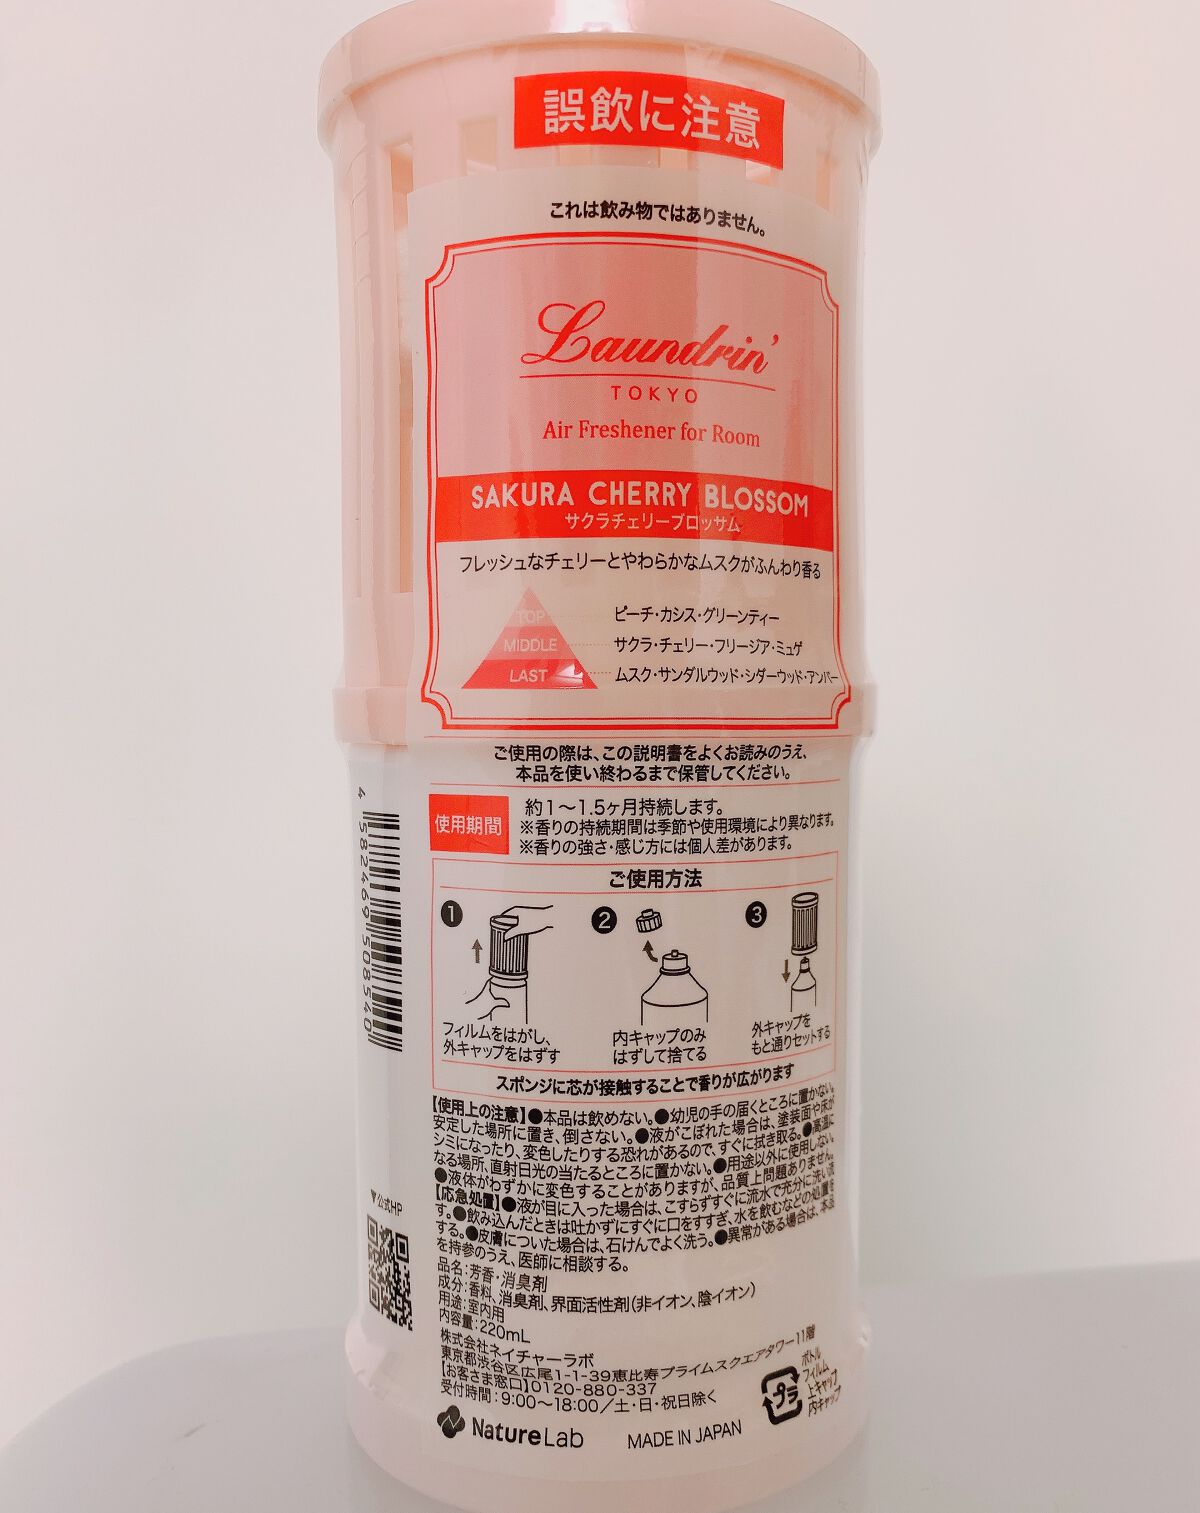 誤飲に注意
これは飲み物ではありません。
Laundrin'
TOKYO
Air Freshener for Room
SAKURA CHERRY BLOSSOM
サクラチェリーブロッサム
フレッシュなチェリーとやわらかなムスクがふんわり香る
TOP ピーチ・カシス・グリーンティー
MIDDLE サクラ・チェリー・フリージア・ミュゲ
LAST ムスク・サンダルウッド・シダーウッド・アンバー
ご使用の際は、この説明書をよくお読みのうえ、
本品を使い終わるまで保管してください。
使用期間
約1〜1.5ヶ月持続します。
※香りの持続期間は季節や使用環境により異なります。
※香りの強さ・感じ方には個人差があります。
ご使用方法
1
フィルムをはがし、
外キャップをはずす
2
内キャップのみ
はずして捨てる
3
外キャップを
もと通りセットする
スポンジに芯が接触することで香りが広がります
【使用上の注意】●本品は飲めない。●幼児の手の届くところに置かない。
安定した場所に置き、倒さない。●液がこぼれた場合は、塗装面や床が
シミになったり、変色したりする恐れがあるので、すぐに拭き取る。●高温に
なる場所、直射日光の当たるところに置かない。●用途以外に使用しない。
●液体がわずかに変色することがありますが、品質上問題ありません。
【応急処置】●液が目に入った場合は、こすらずすぐに流水で充分に洗い流
す。●飲み込んだときは吐かずにすぐに口をすすぎ、水を飲むなどの処置を
する。●皮膚についた場合は、石けんでよく洗う。●異常がある場合は、本品
を持参のうえ、医師に相談する。
品名：芳香・消臭剤
成分：香料、消臭剤、界面活性剤（非イオン、陰イオン）
用途：室内用
内容量：220mL
株式会社ネイチャーラボ
東京都渋谷区広尾1-1-39恵比寿プライムスクエアタワー11階
【お客さま窓口】0120-880-337
受付時間：9:00〜18:00／土・日・祝日除く
NatureLab
MADE IN JAPAN
プラ
ボトル
フィルム
上キャップ
内キャップ
4 582469 508540
▼公式HP